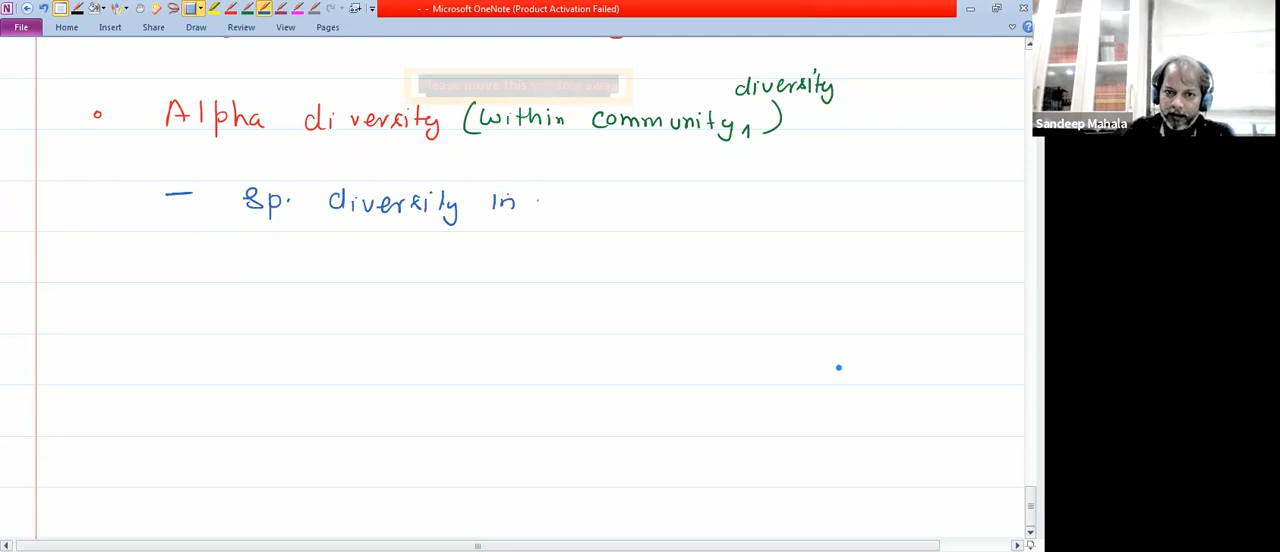 - - Microsoft OneNote (Product Activation Failed)
File Home Insert Share Draw Review View Pages
diversity
• Alpha diversity (within community,)
Sandeep Mahala
— Sp. diversity in